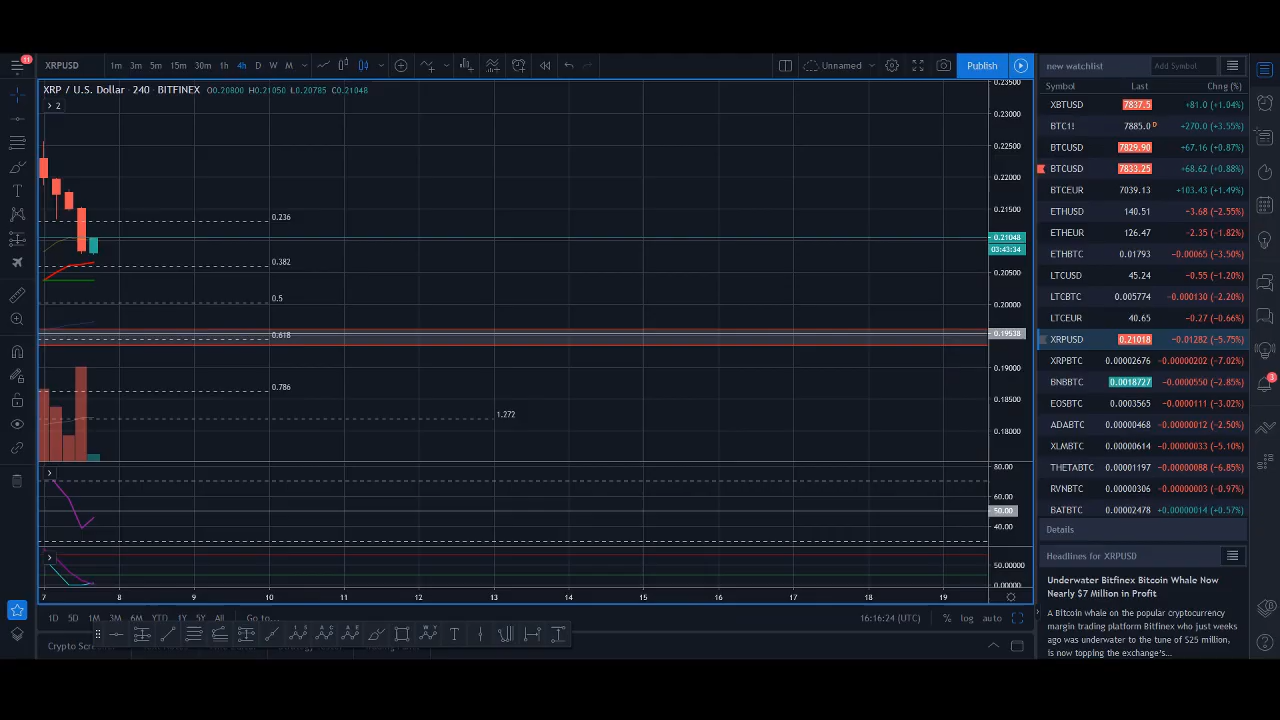 11
XRPUSD
1m 3m 5m 15m 30m 1h 4h D W M
Unnamed
Publish
XRP / U.S. Dollar · 240 · BITFINEX O0.20800 H0.21050 L0.20785 C0.21048
2
0.236
0.382
0.5
0.618
0.786
1.272
0.23500
0.23000
0.22500
0.22000
0.21500
0.21048
03:43:34
0.20500
0.20000
0.19538
0.19000
0.18500
0.18000
80.00
60.00
50.00
40.00
50.00000
0.00000
7 8 9 10 11 12 13 14 15 16 17 18 19
1D 5D 1M 3M 6M YTD 1Y 5Y All Go to...
16:16:24 (UTC) % log auto
Crypto Scre
new watchlist Add Symbol
Symbol Last Chng (%)
XBTUSD 7837.5 +81.0 (+1.04%)
BTC1! 7885.0 D +270.0 (+3.55%)
BTCUSD 7829.90 +67.16 (+0.87%)
BTCUSD 7833.25 +68.62 (+0.88%)
BTCEUR 7039.13 +103.43 (+1.49%)
ETHUSD 140.51 −3.68 (−2.55%)
ETHEUR 126.47 −2.35 (−1.82%)
ETHBTC 0.01793 −0.00065 (−3.50%)
LTCUSD 45.24 −0.55 (−1.20%)
LTCBTC 0.005774 −0.000130 (−2.20%)
LTCEUR 40.65 −0.27 (−0.66%)
XRPUSD 0.21018 −0.01282 (−5.75%)
XRPBTC 0.00002676 −0.00000202 (−7.02%)
BNBBTC 0.0018727 −0.0000550 (−2.85%)
EOSBTC 0.0003565 −0.0000111 (−3.02%)
ADABTC 0.00000468 −0.00000012 (−2.50%)
XLMBTC 0.00000614 −0.00000033 (−5.10%)
THETABTC 0.00001197 −0.00000088 (−6.85%)
RVNBTC 0.00000306 −0.00000003 (−0.97%)
BATBTC 0.00002478 +0.00000014 (+0.57%)
Details
Headlines for XRPUSD
Underwater Bitfinex Bitcoin Whale Now
Nearly $7 Million in Profit
A Bitcoin whale on the popular cryptocurrency
margin trading platform Bitfinex who just weeks
ago was underwater to the tune of $25 million,
is now topping the exchange's...
3